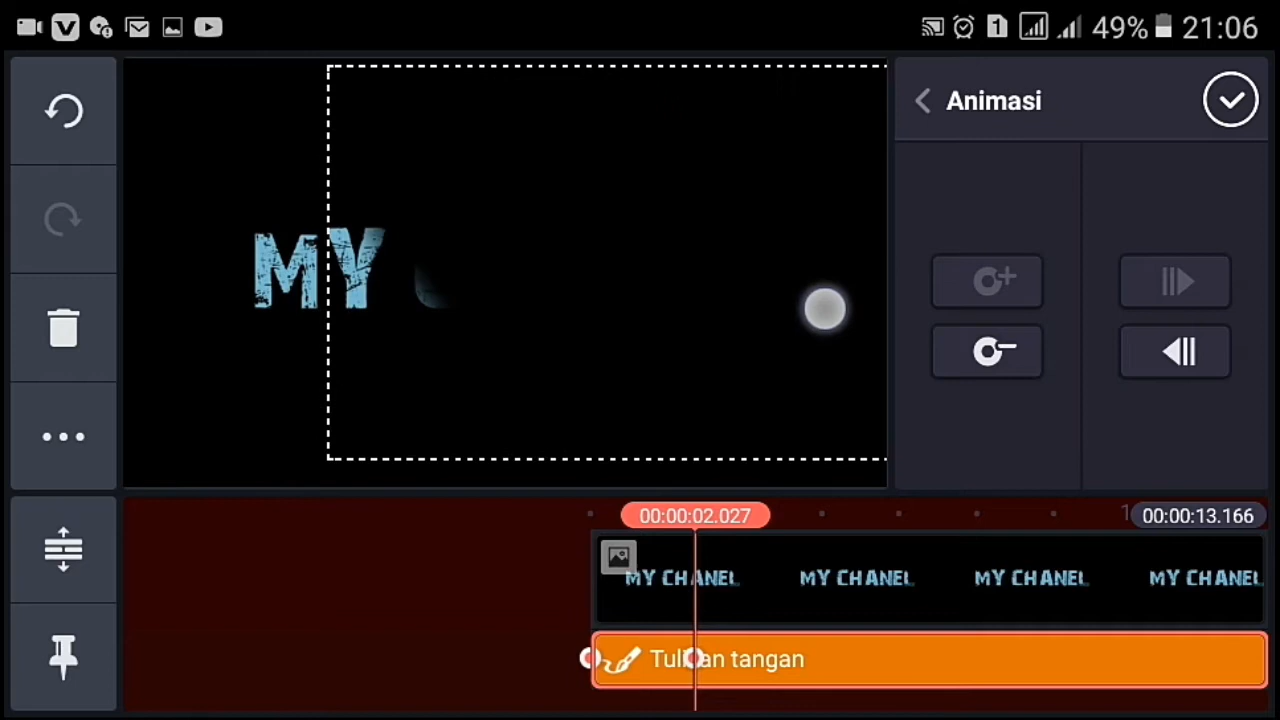 1 49% 21:06
Animasi
MY
00:00:02.027
00:00:13.166
MY CHANEL MY CHANEL MY CHANEL MY CHANEL
Tulisan tangan